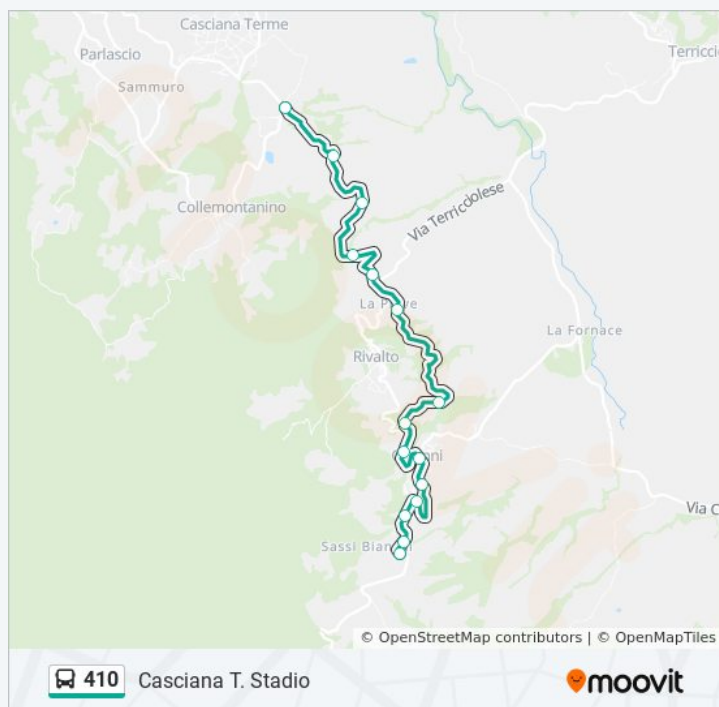 Casciana Terme
Parlascio
Terricci
Sammuro
Collemontanino
Via Terricciolese
La Pieve
La Fornace
Rivalto
Sassi Bianchi
Via C
© OpenStreetMap contributors | © OpenMapTiles
410 Casciana T. Stadio
moovit